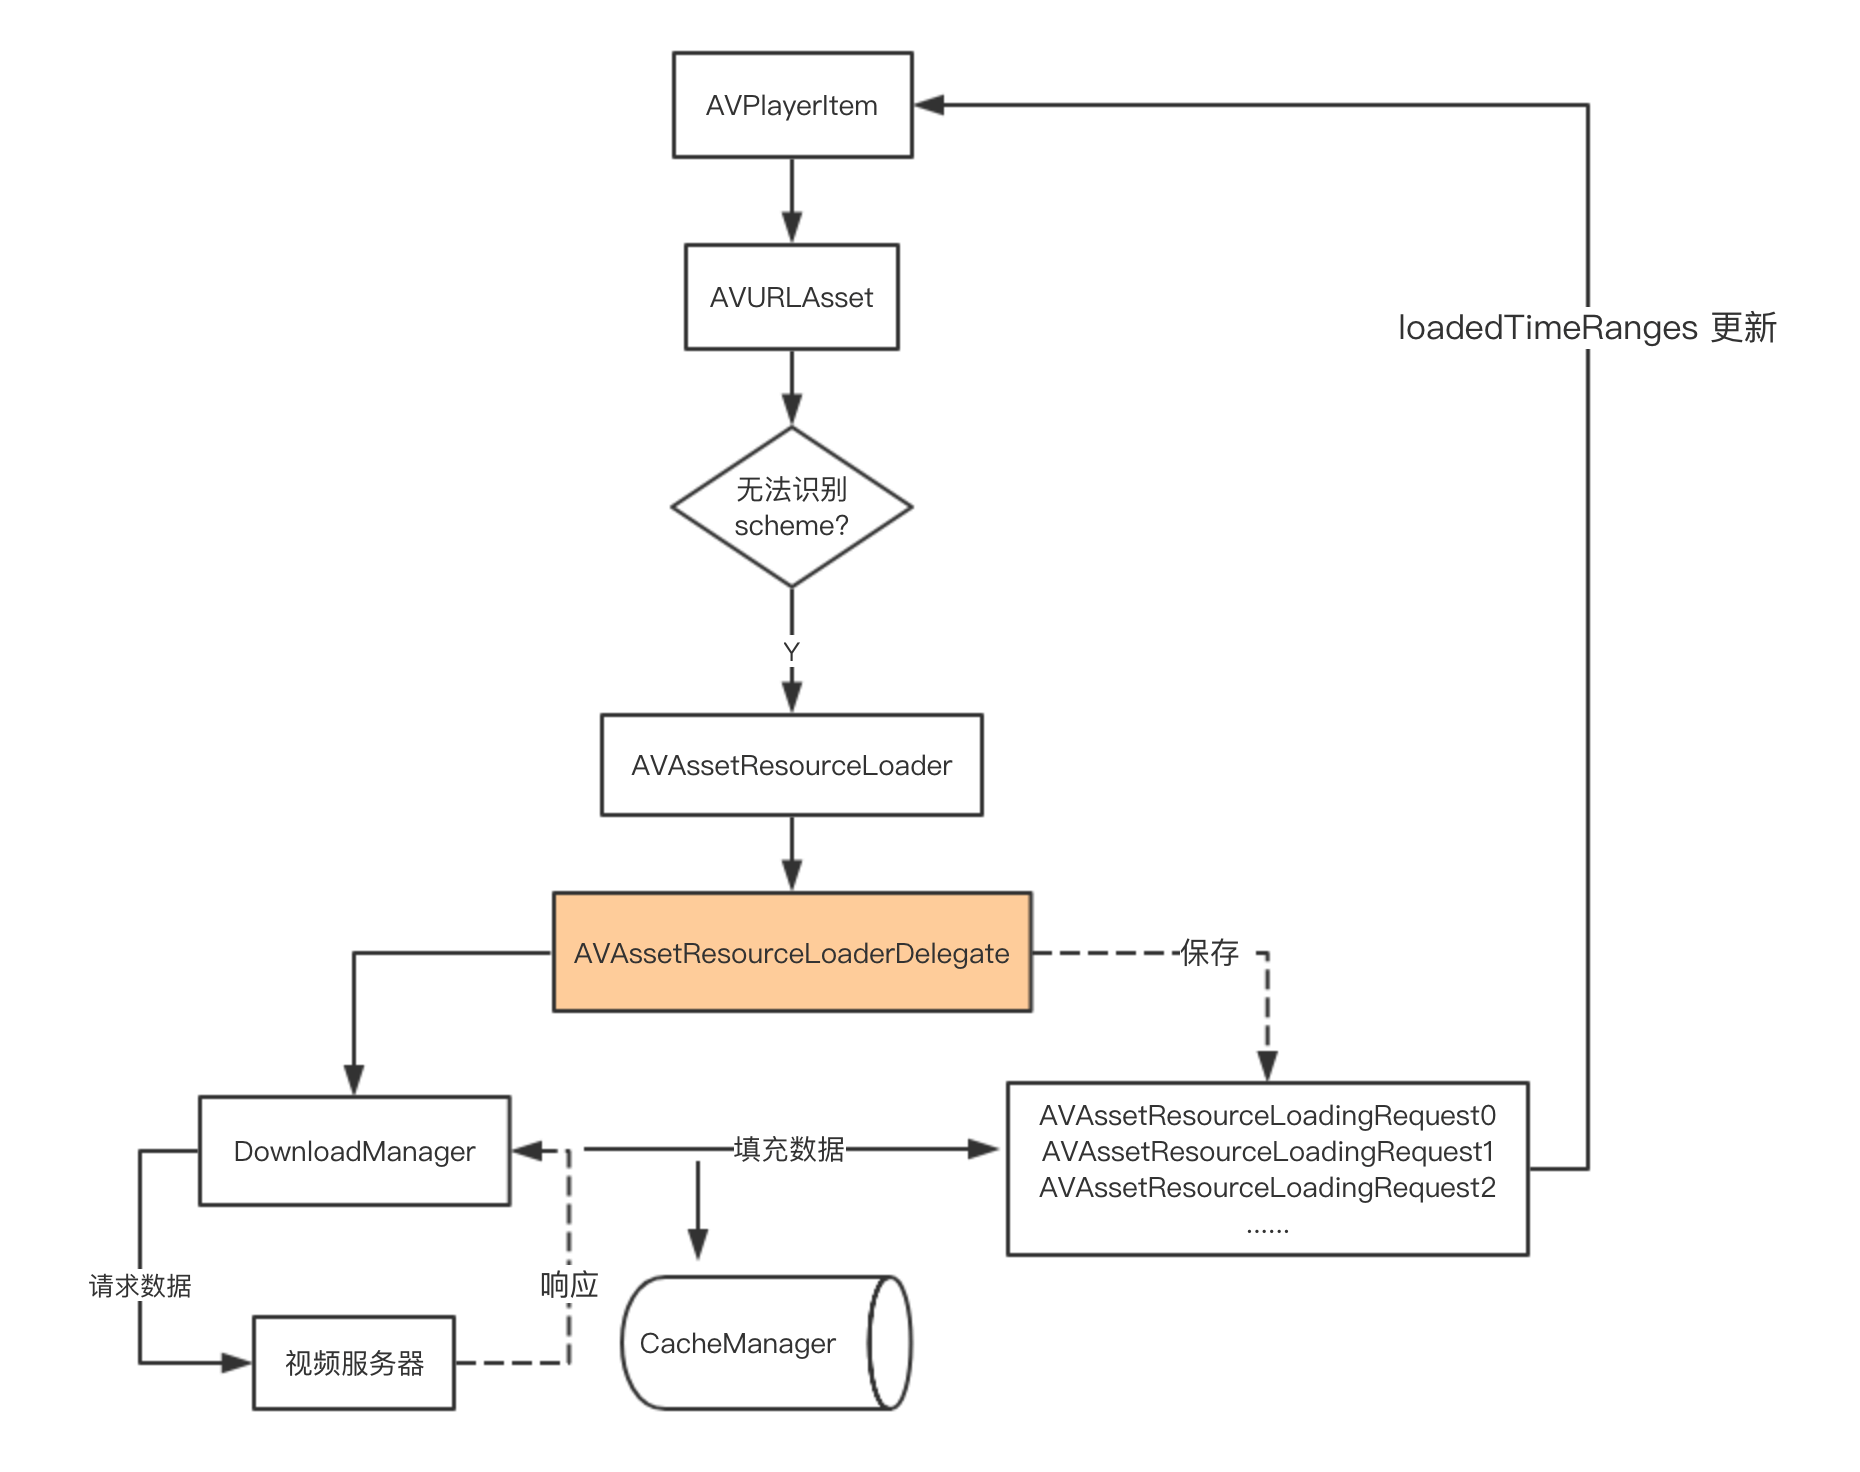 AVPlayerItem
AVURLAsset
loadedTimeRanges 更新
无法识别
scheme?
Y
AVAssetResourceLoader
AVAssetResourceLoaderDelegate
保存
DownloadManager
填充数据
AVAssetResourceLoadingRequest0
AVAssetResourceLoadingRequest1
AVAssetResourceLoadingRequest2
......
请求数据
响应
视频服务器
CacheManager